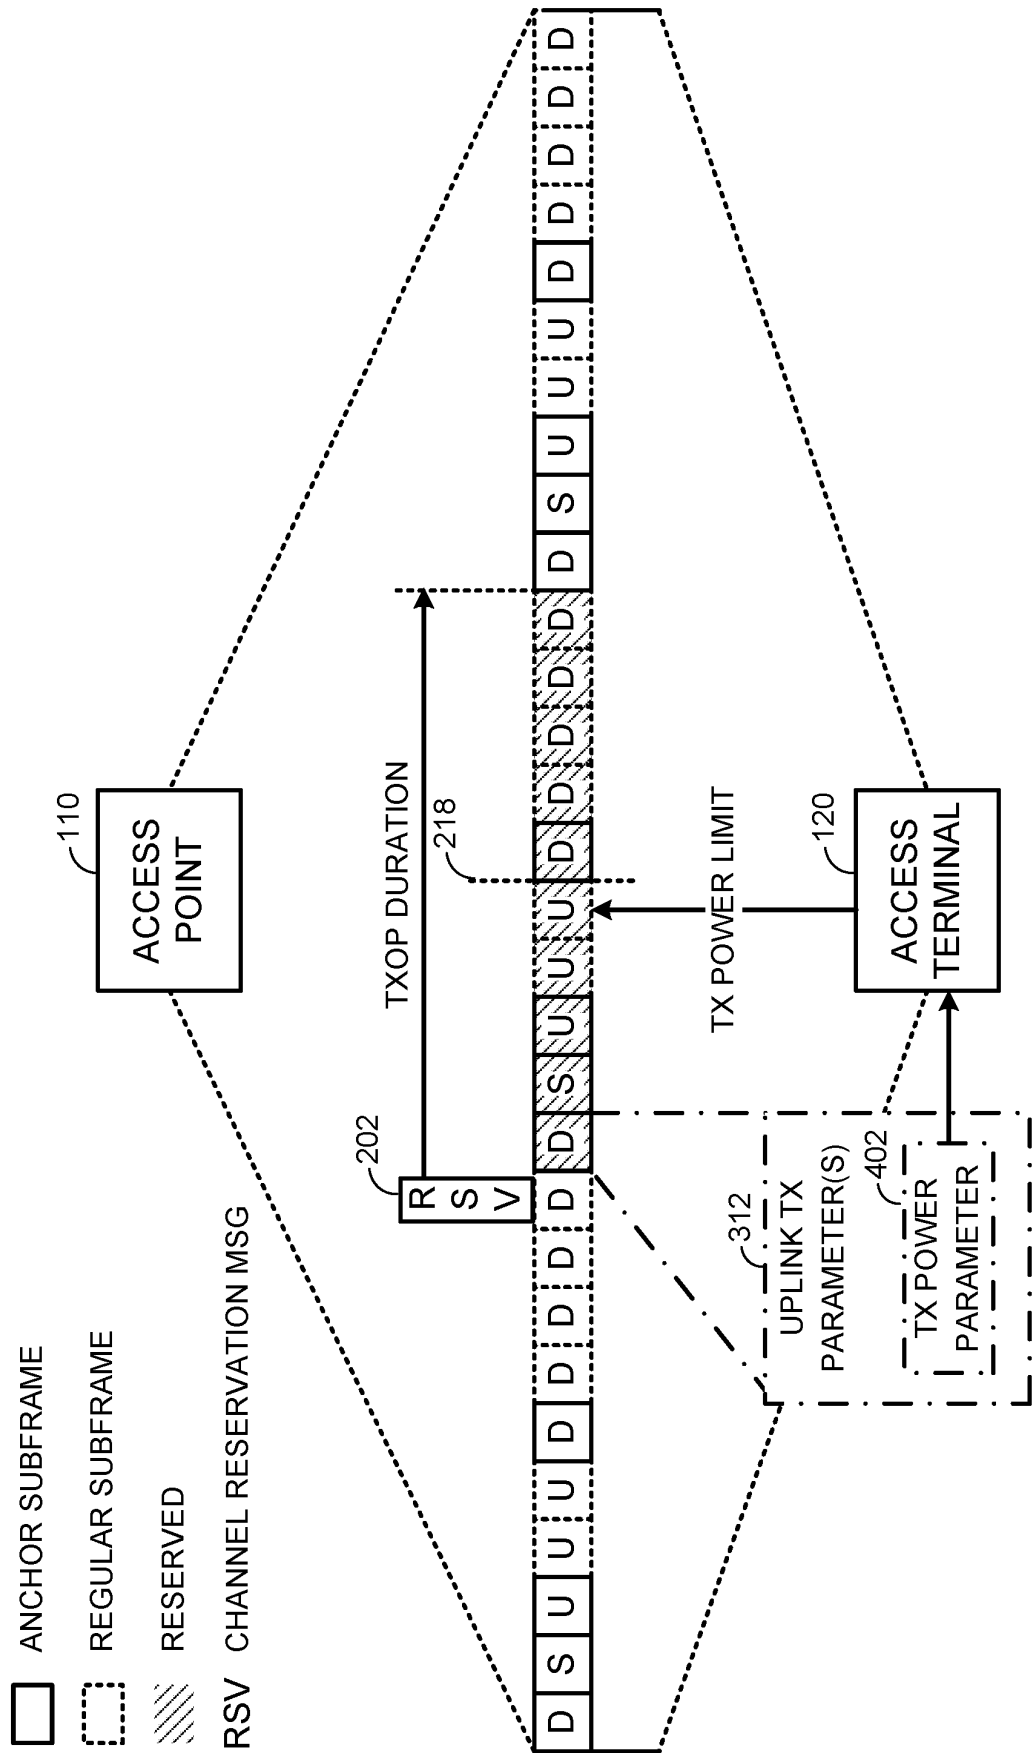 ANCHOR SUBFRAME
REGULAR SUBFRAME
RESERVED
RSV CHANNEL RESERVATION MSG
110
ACCESS
POINT
TXOP DURATION
202
R
S
V
218
D S U U U D D D D D D S U U U D D D D D D S U U U D D D D D
TX POWER LIMIT
312
UPLINK TX
PARAMETER(S)
402
TX POWER
PARAMETER
120
ACCESS
TERMINAL